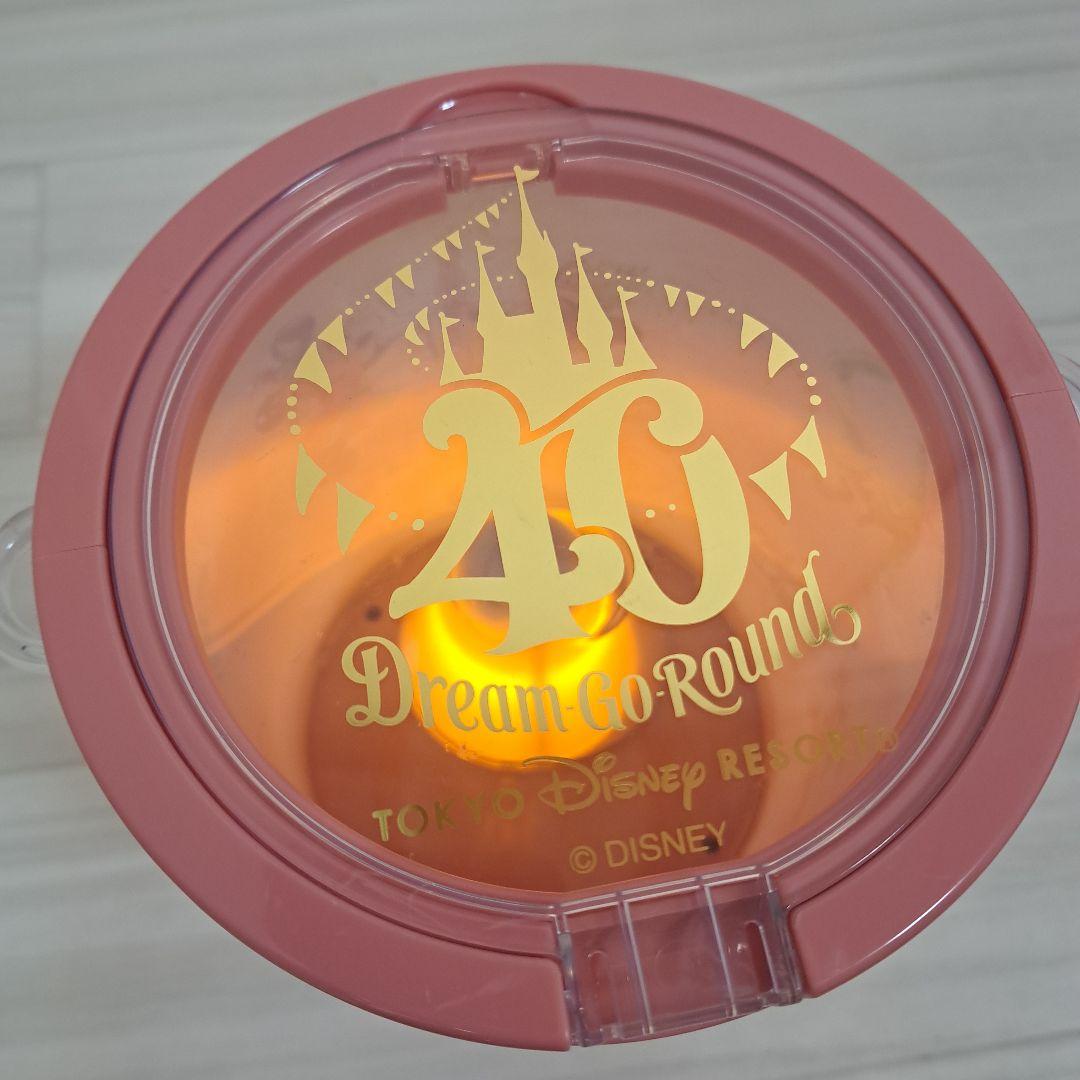 40
Dream-Go-Round
TOKYO Disney RESORT®
© DISNEY